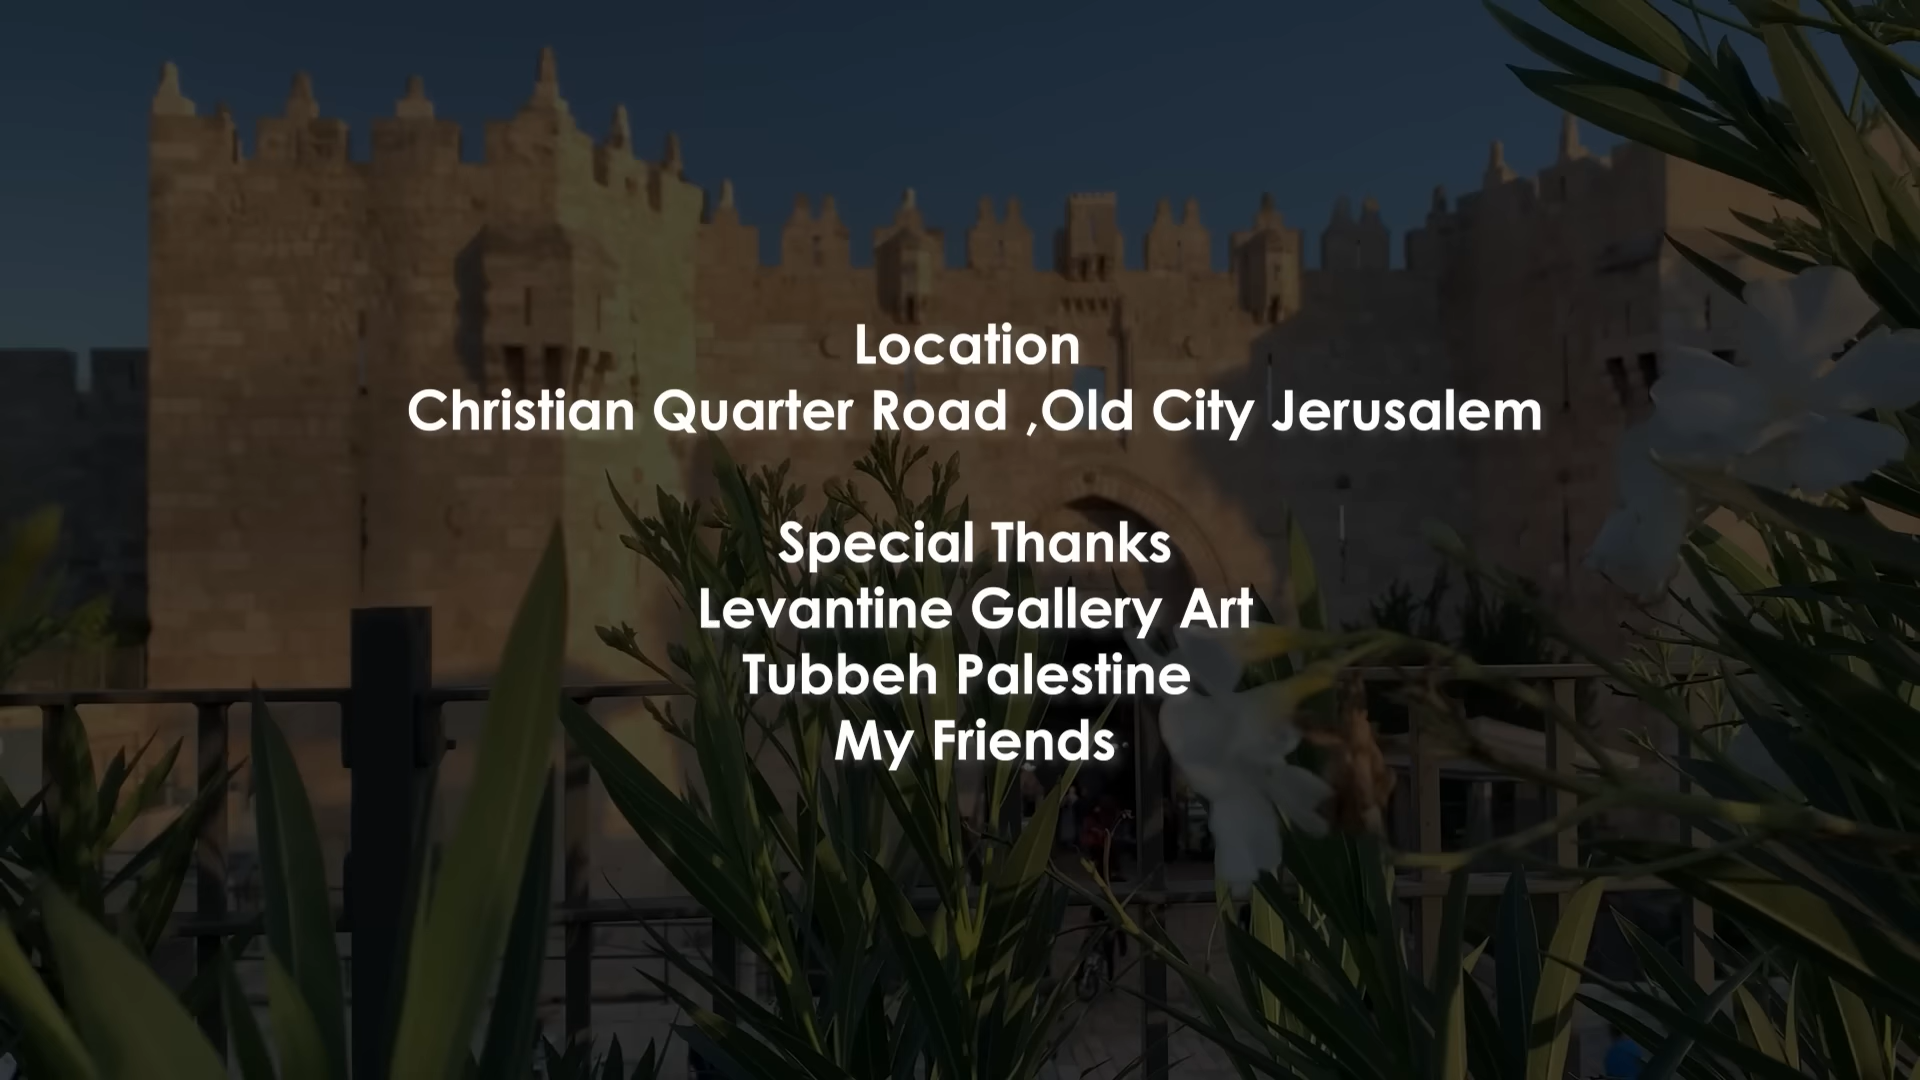 Location
Christian Quarter Road ,Old City Jerusalem
Special Thanks
Levantine Gallery Art
Tubbeh Palestine
My Friends